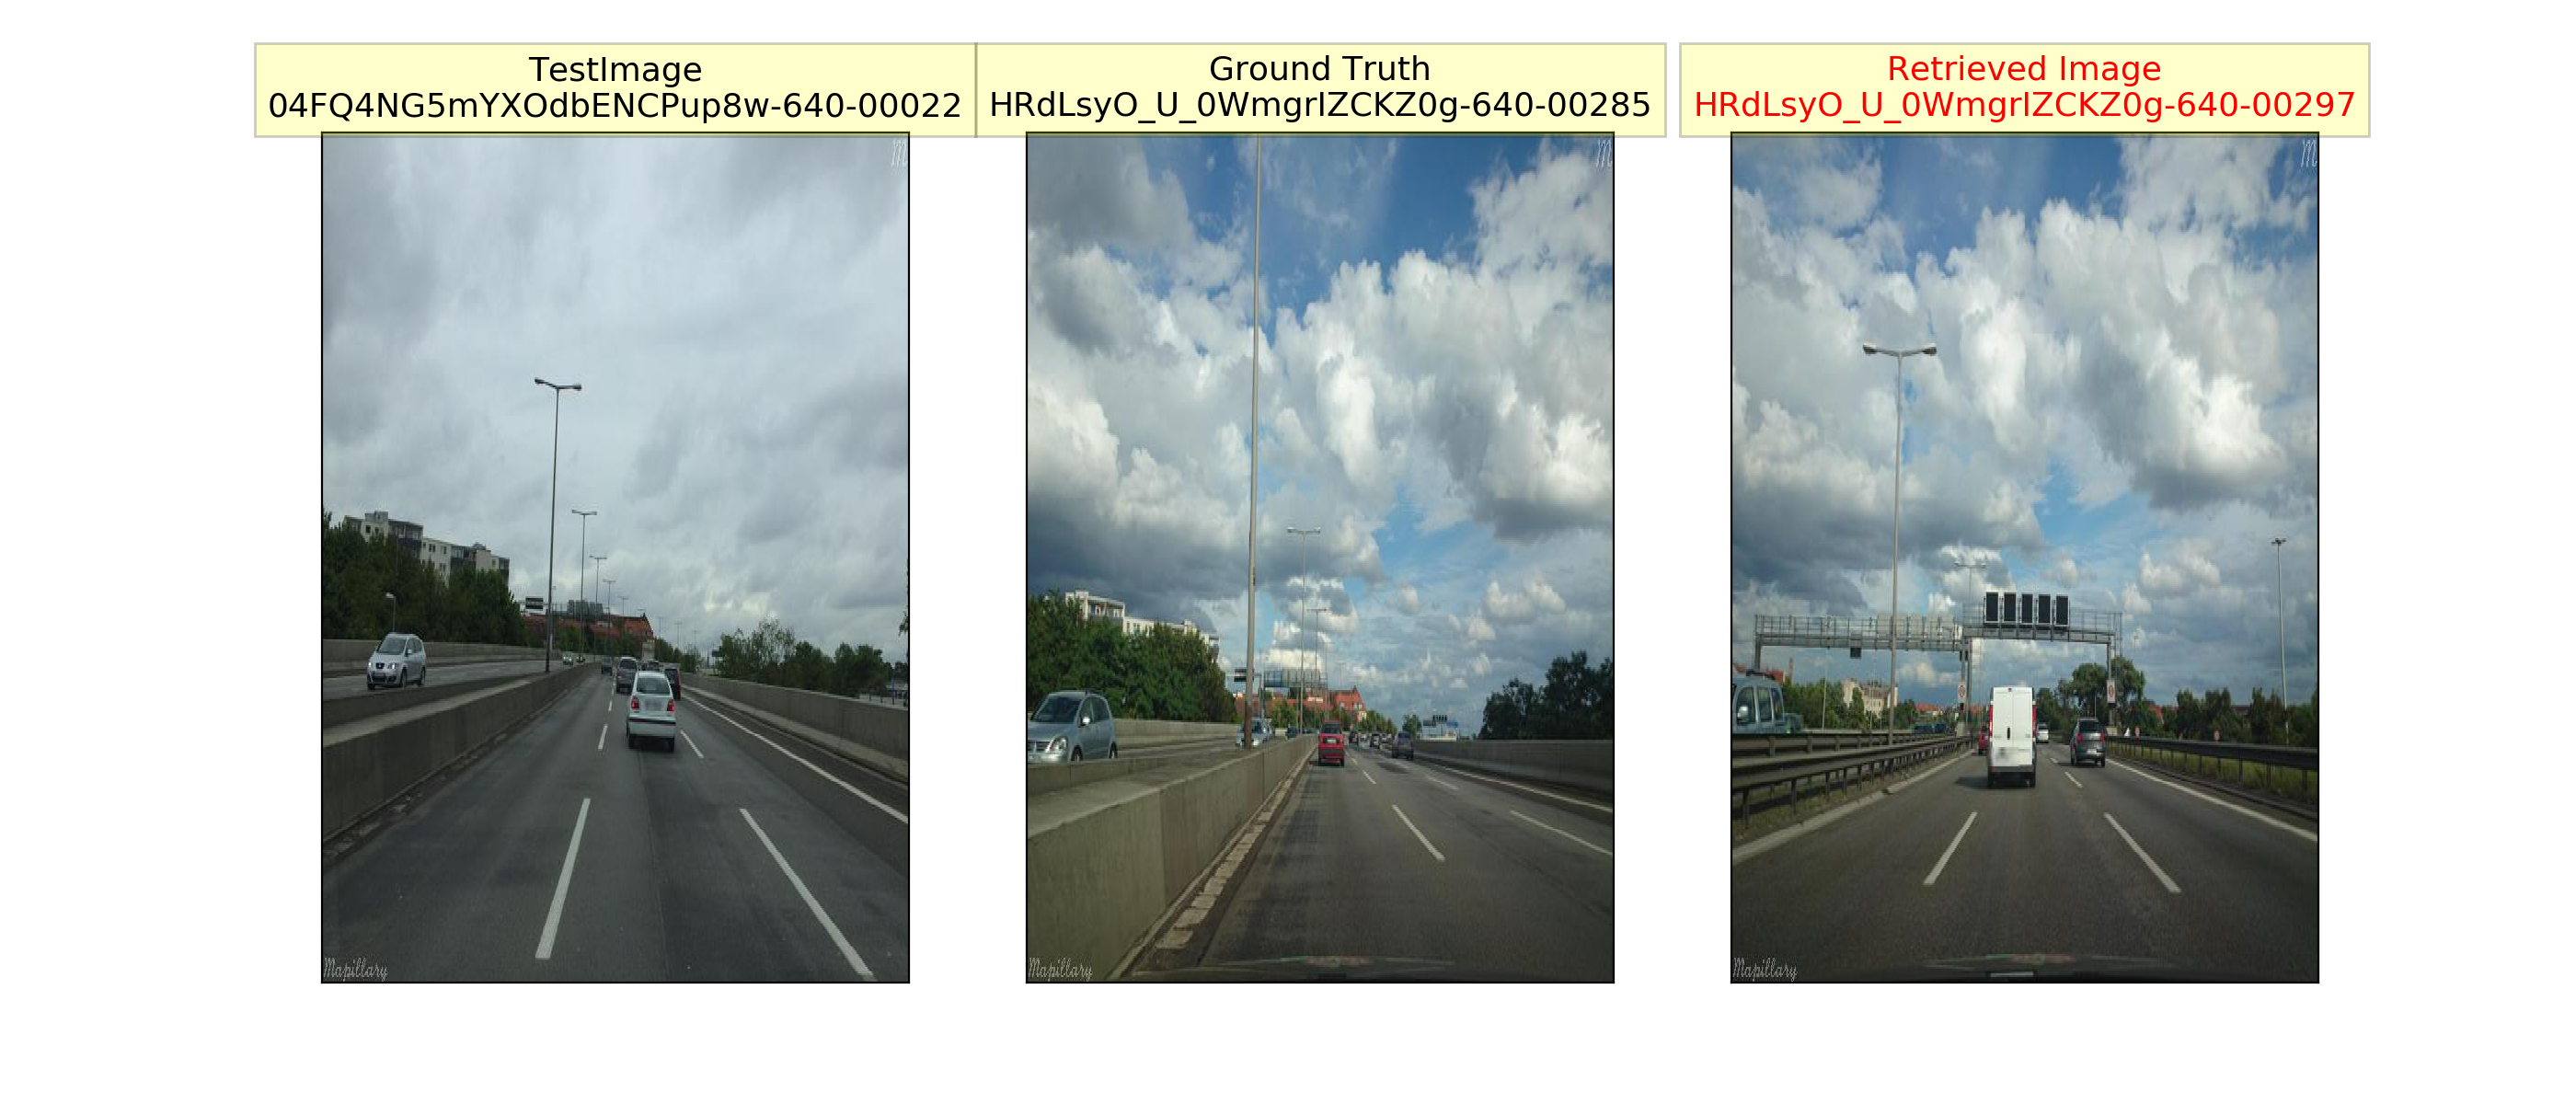 TestImage
04FQ4NG5mYXOdbENCPup8w-640-00022
Ground Truth
HRdLsyO_U_0WmgrIZCKZ0g-640-00285
Retrieved Image
HRdLsyO_U_0WmgrIZCKZ0g-640-00297
M
M
M
Mapillary
Mapillary
Mapillary